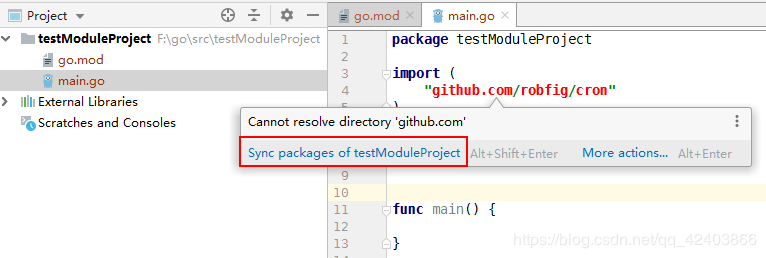 Project
go.mod
main.go
testModuleProject F:\go\src\testModuleProject
go.mod
main.go
External Libraries
Scratches and Consoles
1 package testModuleProject
2
3 import (
4 "github.com/robfig/cron"
)
Cannot resolve directory 'github.com'
Sync packages of testModuleProject Alt+Shift+Enter More actions... Alt+Enter
9
10
11 func main() {
12
13 }
https://blog.csdn.net/qq_42403866